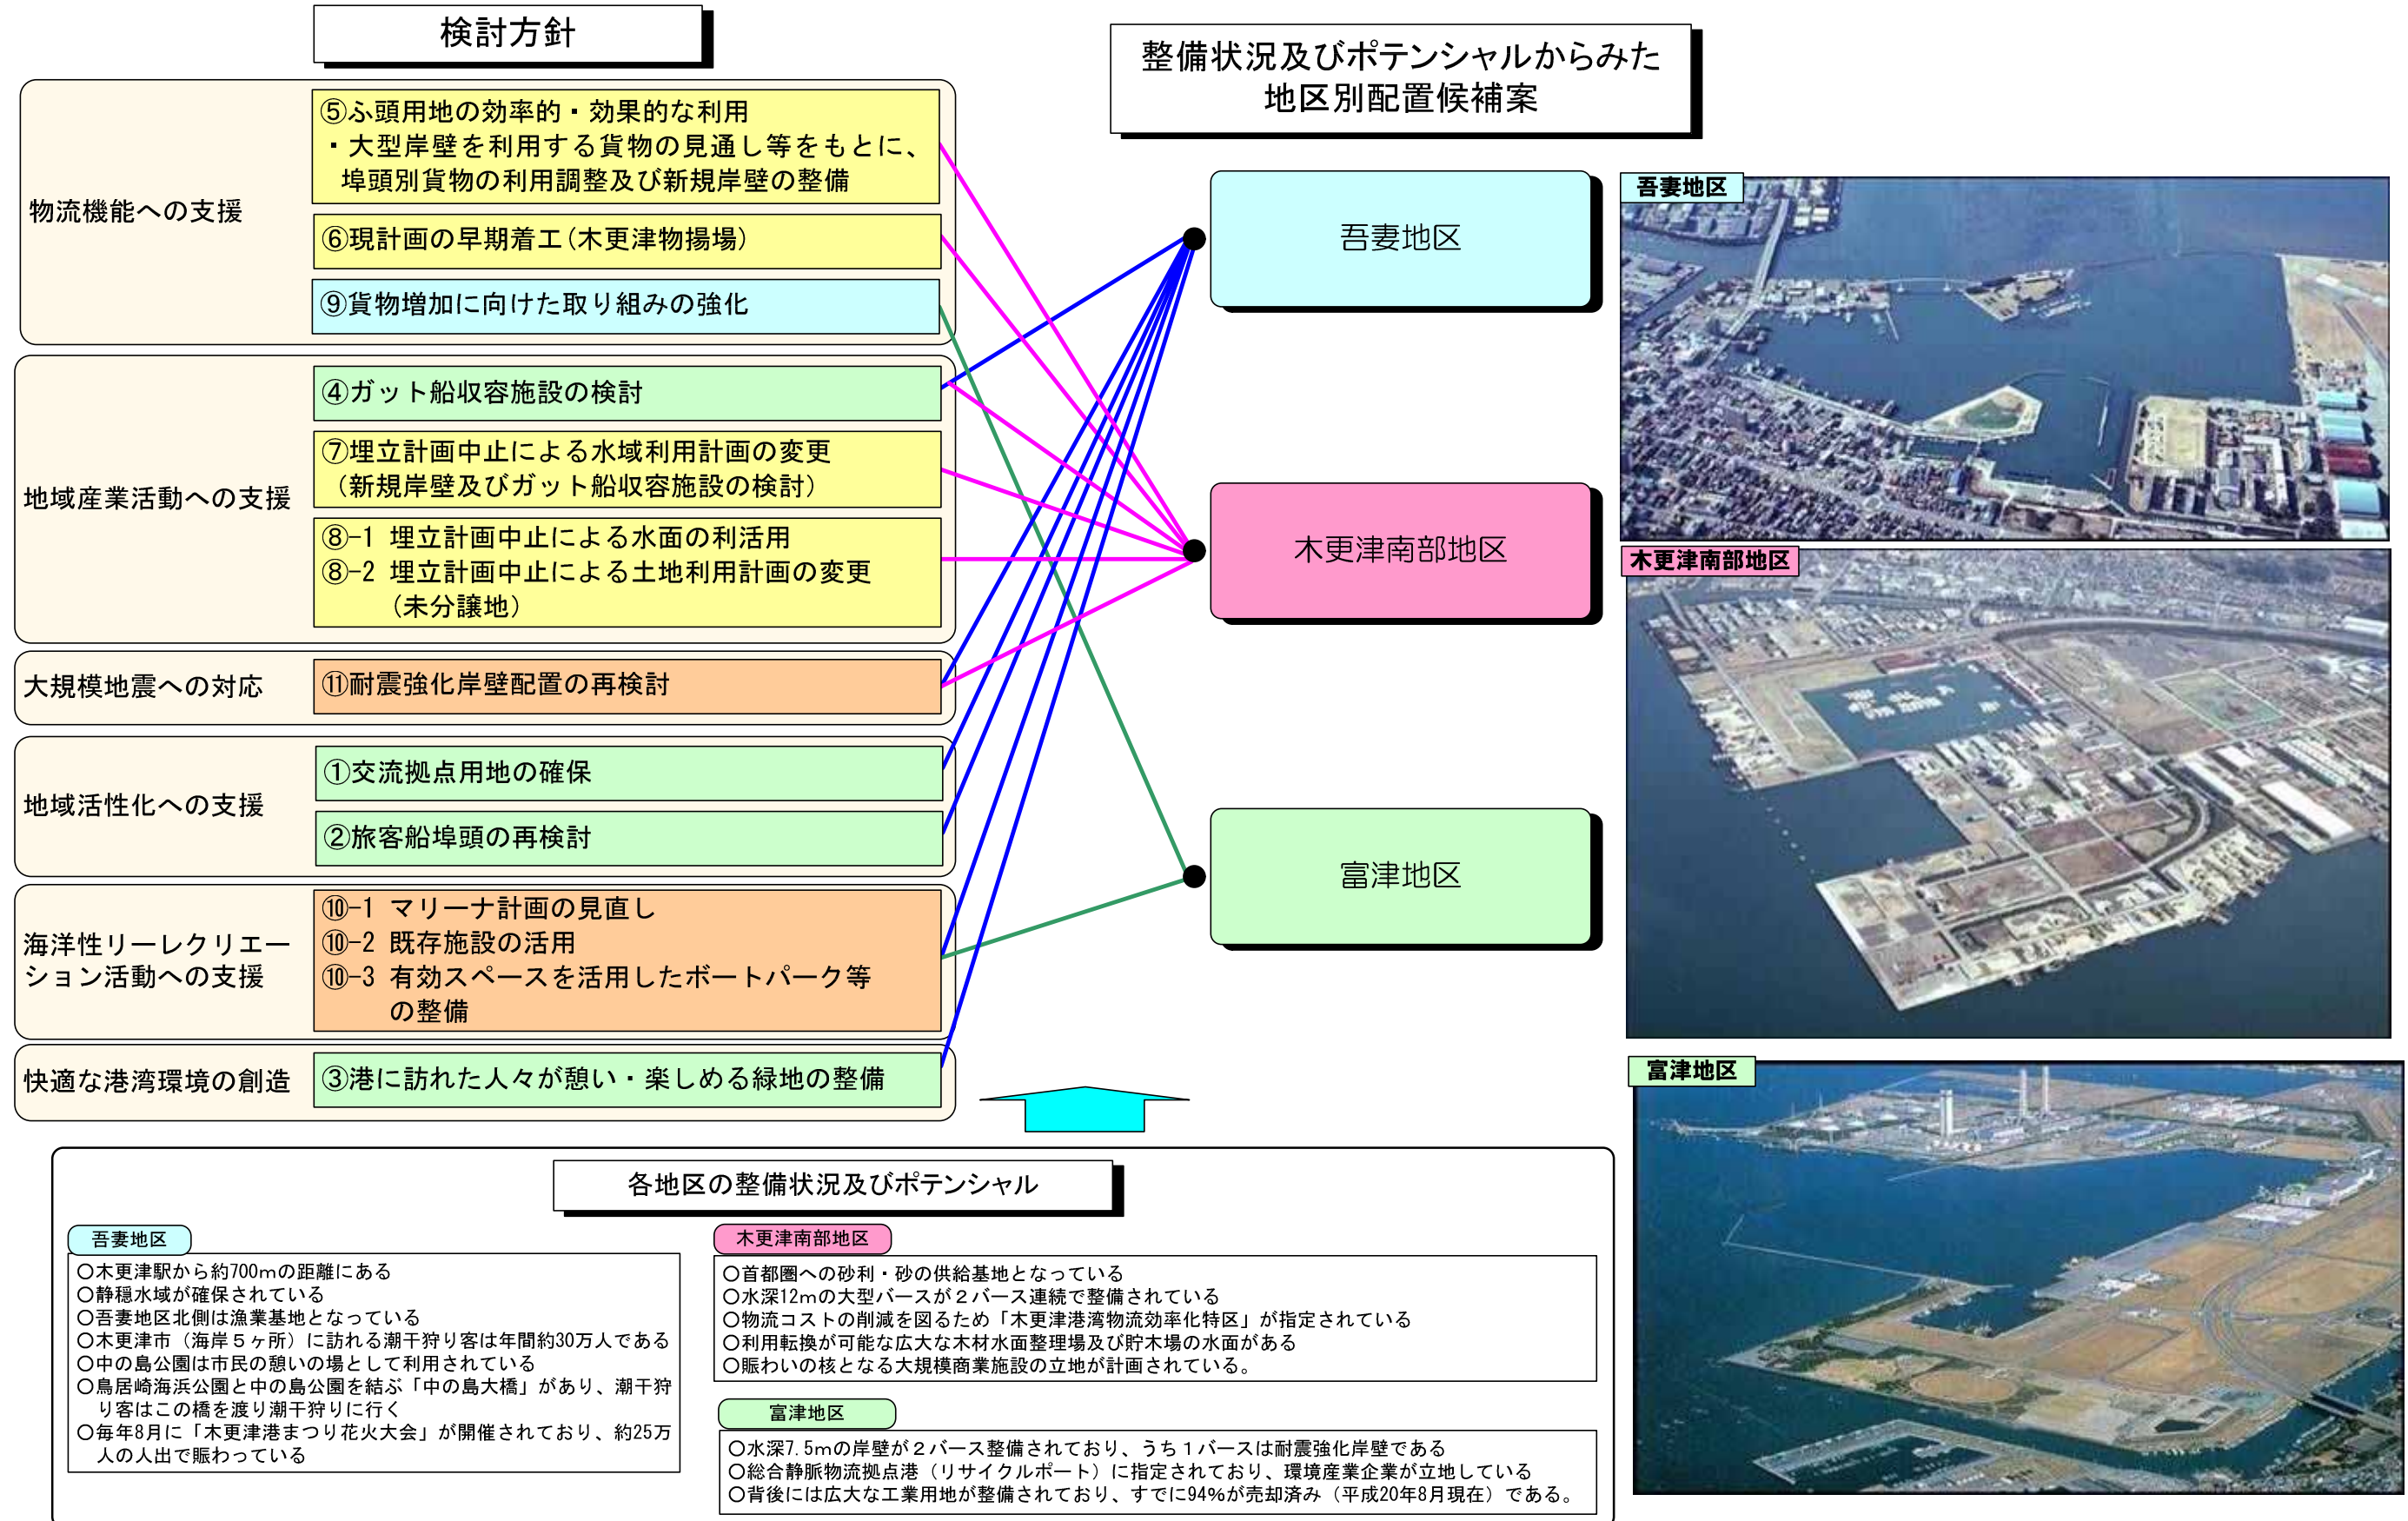 検討方針
整備状況及びポテンシャルからみた
地区別配置候補案
物流機能への支援
⑤ふ頭用地の効率的・効果的な利用
・大型岸壁を利用する貨物の見通し等をもとに、
埠頭別貨物の利用調整及び新規岸壁の整備
⑥現計画の早期着工(木更津物揚場)
⑨貨物増加に向けた取り組みの強化
地域産業活動への支援
④ガット船収容施設の検討
⑦埋立計画中止による水域利用計画の変更
(新規岸壁及びガット船収容施設の検討)
⑧-1 埋立計画中止による水面の利活用
⑧-2 埋立計画中止による土地利用計画の変更
(未分譲地)
大規模地震への対応
⑪耐震強化岸壁配置の再検討
地域活性化への支援
①交流拠点用地の確保
②旅客船埠頭の再検討
海洋性リーレクリエー
ション活動への支援
⑩-1 マリーナ計画の見直し
⑩-2 既存施設の活用
⑩-3 有効スペースを活用したボートパーク等
の整備
快適な港湾環境の創造
③港に訪れた人々が憩い・楽しめる緑地の整備
吾妻地区
木更津南部地区
富津地区
吾妻地区
木更津南部地区
富津地区
各地区の整備状況及びポテンシャル
吾妻地区
○木更津駅から約700mの距離にある
○静穏水域が確保されている
○吾妻地区北側は漁業基地となっている
○木更津市（海岸５ヶ所）に訪れる潮干狩り客は年間約30万人である
○中の島公園は市民の憩いの場として利用されている
○鳥居崎海浜公園と中の島公園を結ぶ「中の島大橋」があり、潮干狩
り客はこの橋を渡り潮干狩りに行く
○毎年8月に「木更津港まつり花火大会」が開催されており、約25万
人の人出で賑わっている
木更津南部地区
○首都圏への砂利・砂の供給基地となっている
○水深12mの大型バースが２バース連続で整備されている
○物流コストの削減を図るため「木更津港湾物流効率化特区」が指定されている
○利用転換が可能な広大な木材水面整理場及び貯木場の水面がある
○賑わいの核となる大規模商業施設の立地が計画されている。
富津地区
○水深7.5mの岸壁が２バース整備されており、うち１バースは耐震強化岸壁である
○総合静脈物流拠点港（リサイクルポート）に指定されており、環境産業企業が立地している
○背後には広大な工業用地が整備されており、すでに94%が売却済み（平成20年8月現在）である。